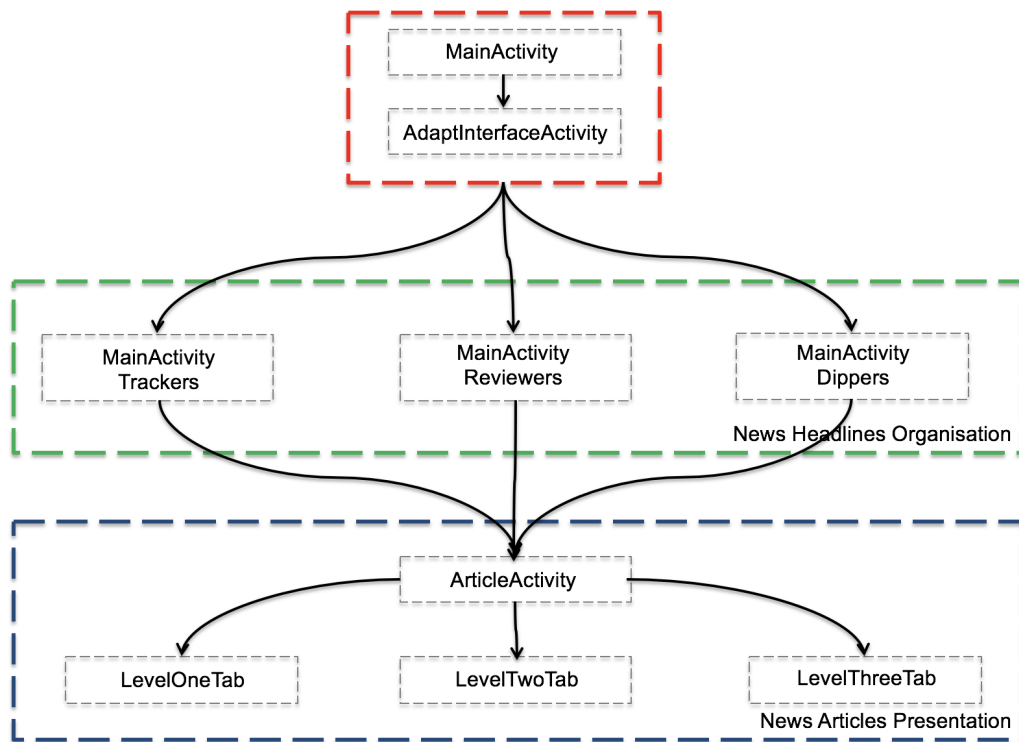 MainActivity
AdaptInterfaceActivity
MainActivity
Trackers
MainActivity
Reviewers
MainActivity
Dippers
News Headlines Organisation
ArticleActivity
LevelOneTab
LevelTwoTab
LevelThreeTab
News Articles Presentation